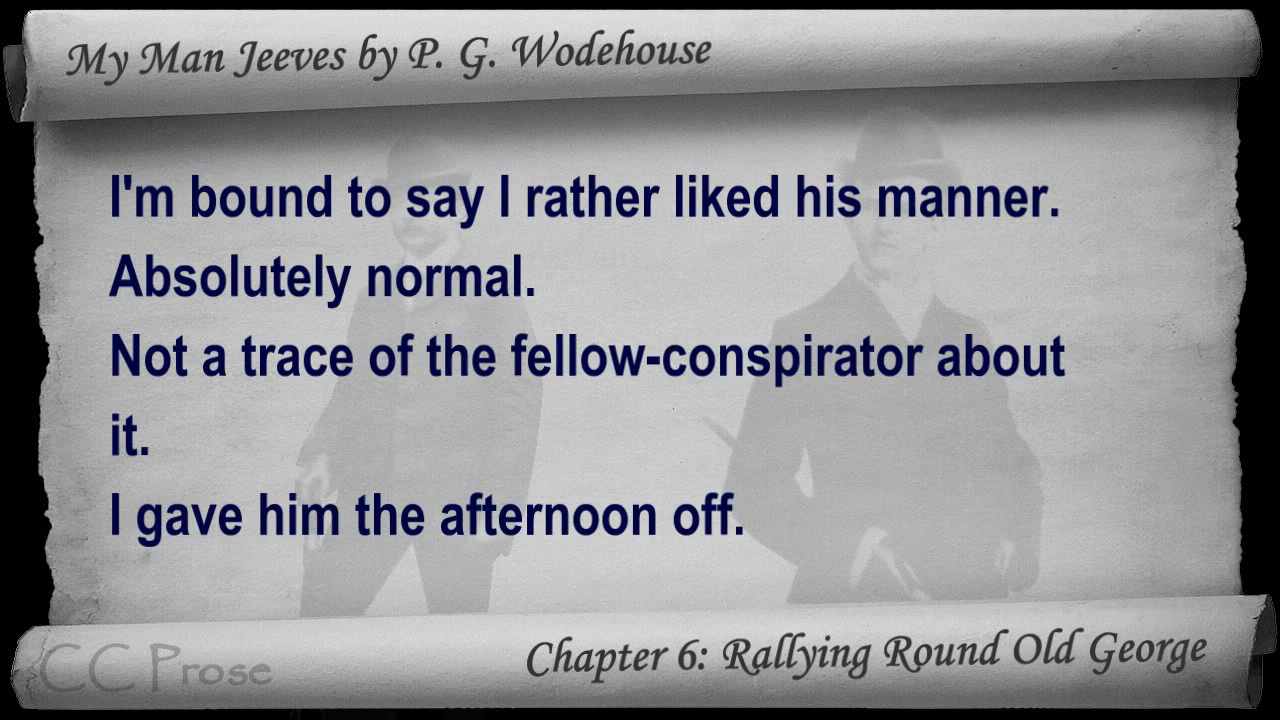 My Man Jeeves by P. G. Wodehouse
I'm bound to say I rather liked his manner.
Absolutely normal.
Not a trace of the fellow-conspirator about
it.
I gave him the afternoon off.
CC Prose
Chapter 6: Rallying Round Old George